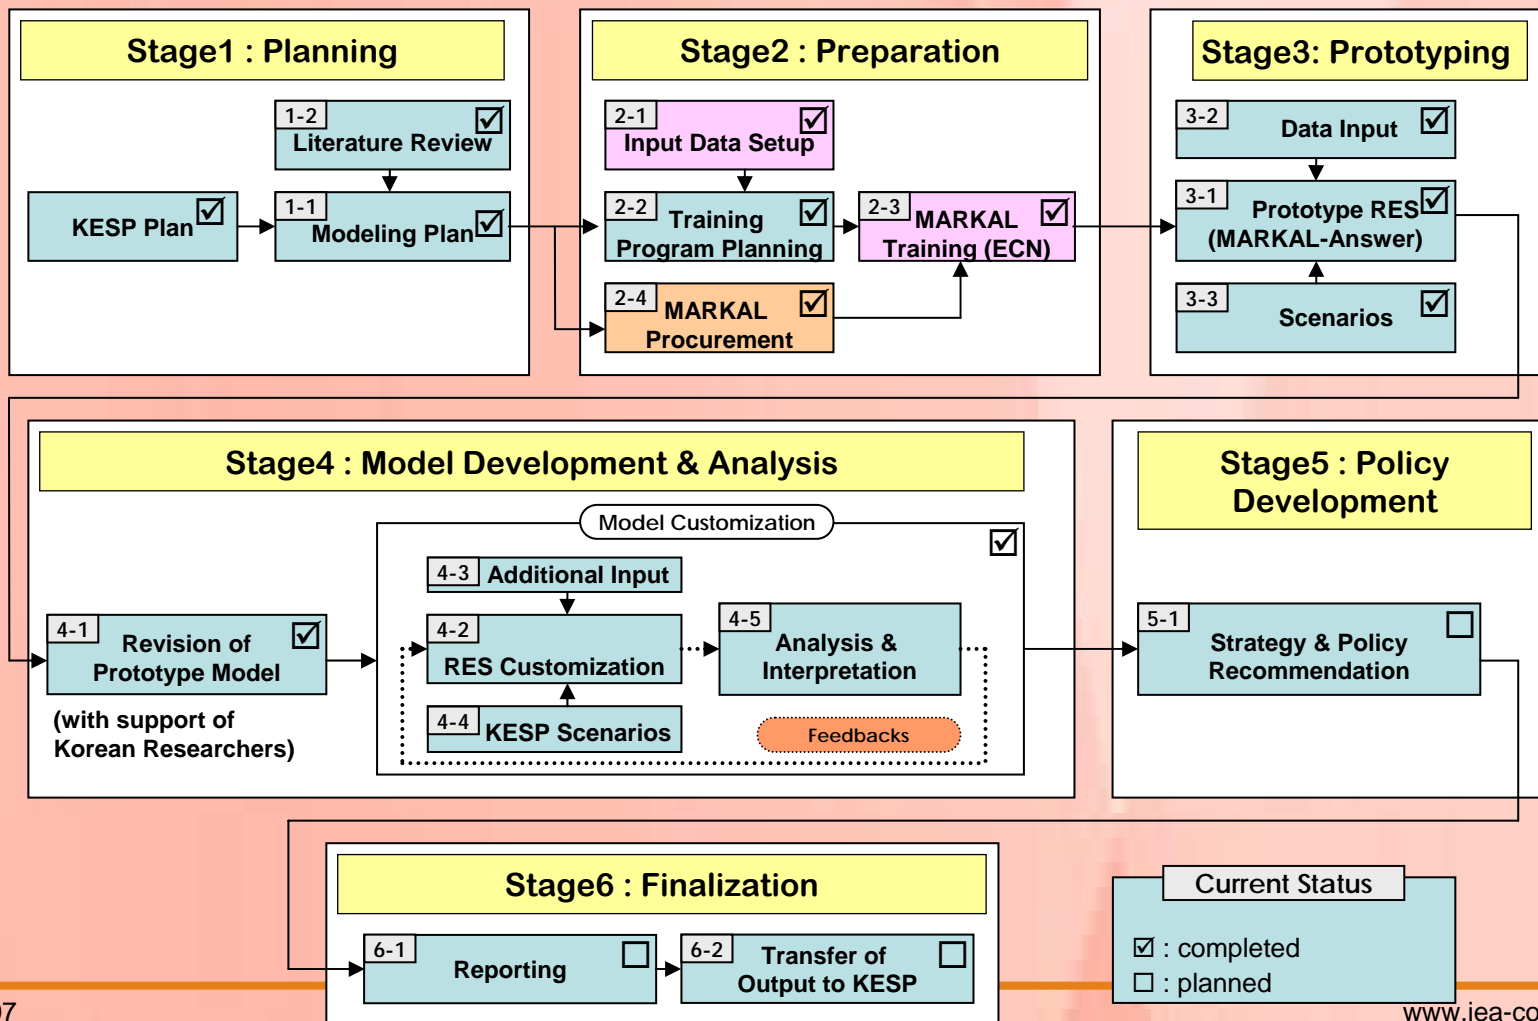 Stage1 : Planning
1-2
Literature Review
KESP Plan
1-1
Modeling Plan
Stage2 : Preparation
2-1
Input Data Setup
2-2
Training
Program Planning
2-3
MARKAL
Training (ECN)
2-4
MARKAL
Procurement
Stage3: Prototyping
3-2
Data Input
3-1
Prototype RES
(MARKAL-Answer)
3-3
Scenarios
Stage4 : Model Development & Analysis
Model Customization
4-3
Additional Input
4-1
Revision of
Prototype Model
(with support of
Korean Researchers)
4-2
RES Customization
4-5
Analysis &
Interpretation
4-4
KESP Scenarios
Feedbacks
Stage5 : Policy
Development
5-1
Strategy & Policy
Recommendation
Stage6 : Finalization
6-1
Reporting
6-2
Transfer of
Output to KESP
Current Status
☑ : completed
☐ : planned
07
www.iea-co